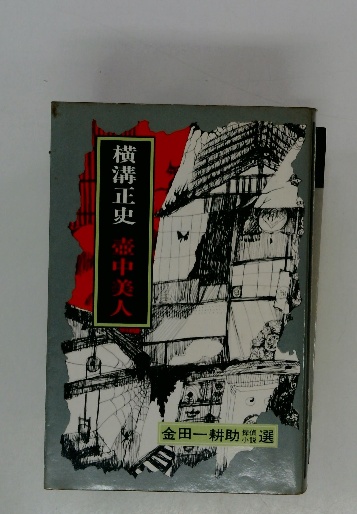 横溝正史 壺中美人
金田一耕助探偵小説選